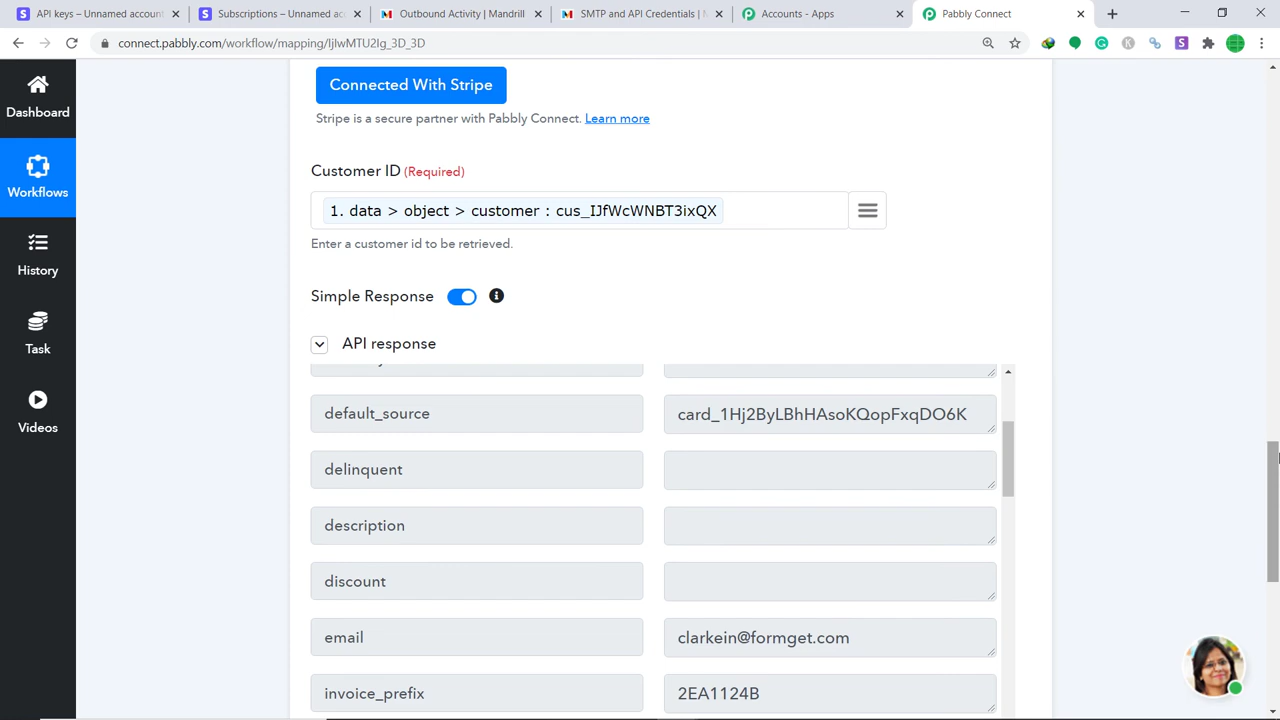 API keys – Unnamed account
Subscriptions – Unnamed acc
Outbound Activity | Mandrill
SMTP and API Credentials |
Accounts - Apps
Pabbly Connect
connect.pabbly.com/workflow/mapping/IjIwMTU2Ig_3D_3D
Dashboard
Workflows
History
Task
Videos
Connected With Stripe
Stripe is a secure partner with Pabbly Connect. Learn more
Customer ID (Required)
1. data > object > customer : cus_IJfWcWNBT3ixQX
Enter a customer id to be retrieved.
Simple Response
API response
default_source
card_1Hj2ByLBhHAsoKQopFxqDO6K
delinquent
description
discount
email
clarkein@formget.com
invoice_prefix
2EA1124B